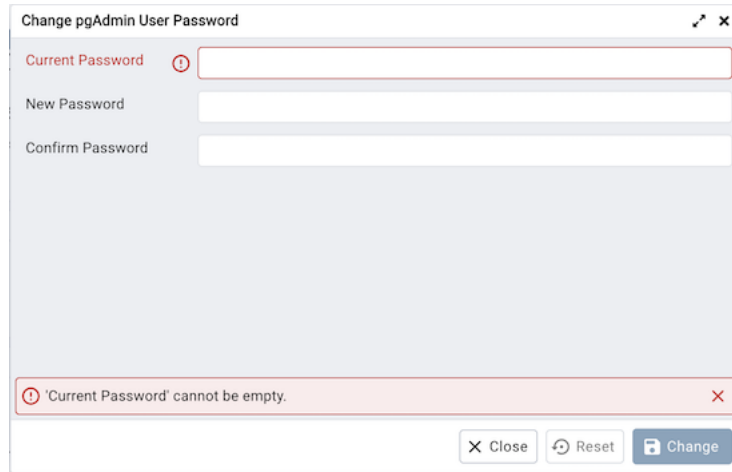 Change pgAdmin User Password
Current Password
New Password
Confirm Password
'Current Password' cannot be empty.
Close Reset Change